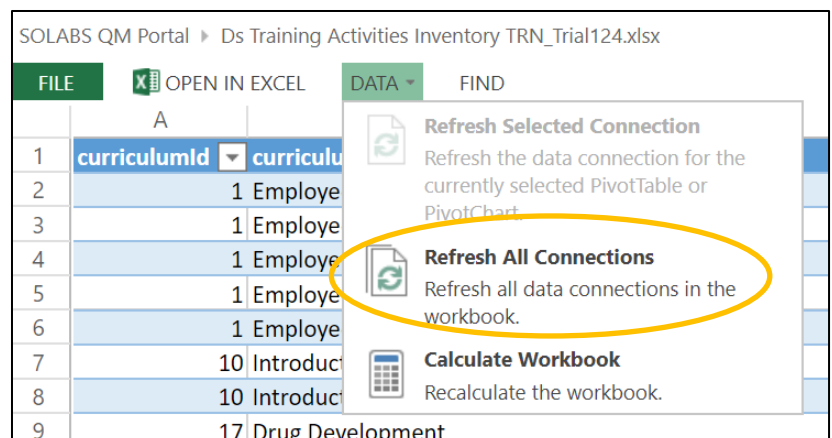 SOLABS QM Portal ▸ Ds Training Activities Inventory TRN_Trial124.xlsx
FILE OPEN IN EXCEL DATA FIND
A
1 curriculumId curriculu
2 1 Employe
3 1 Employe
4 1 Employe
5 1 Employe
6 1 Employe
7 10 Introduct
8 10 Introduct
9 17 Drug Development
Refresh Selected Connection
Refresh the data connection for the
currently selected PivotTable or
PivotChart.
Refresh All Connections
Refresh all data connections in the
workbook.
Calculate Workbook
Recalculate the workbook.